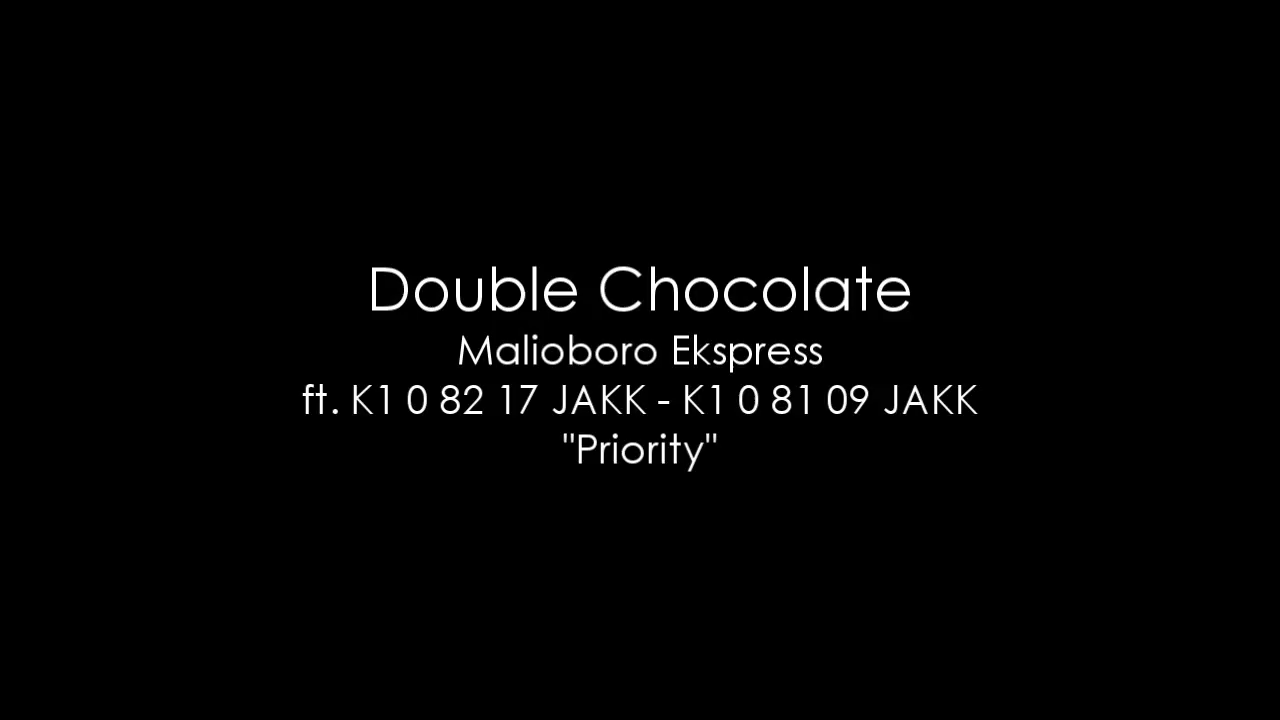 Double Chocolate
Malioboro Ekspress
ft. K1 0 82 17 JAKK - K1 0 81 09 JAKK
"Priority"